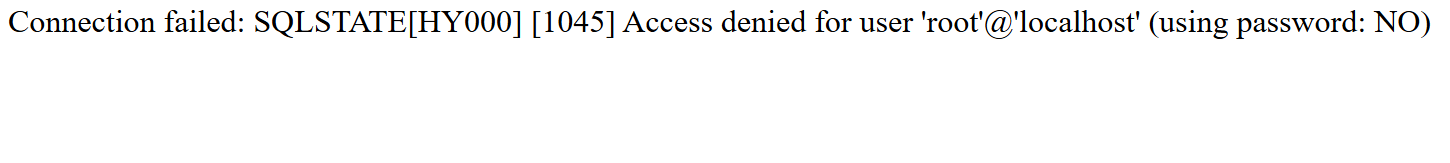 Connection failed: SQLSTATE[HY000] [1045] Access denied for user 'root'@'localhost' (using password: NO)